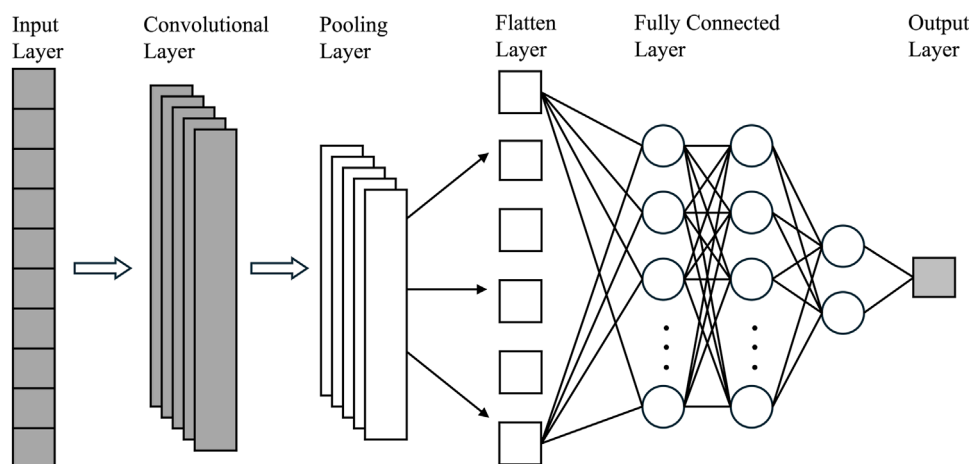 Input
Layer
Convolutional
Layer
Pooling
Layer
Flatten
Layer
Fully Connected
Layer
Output
Layer